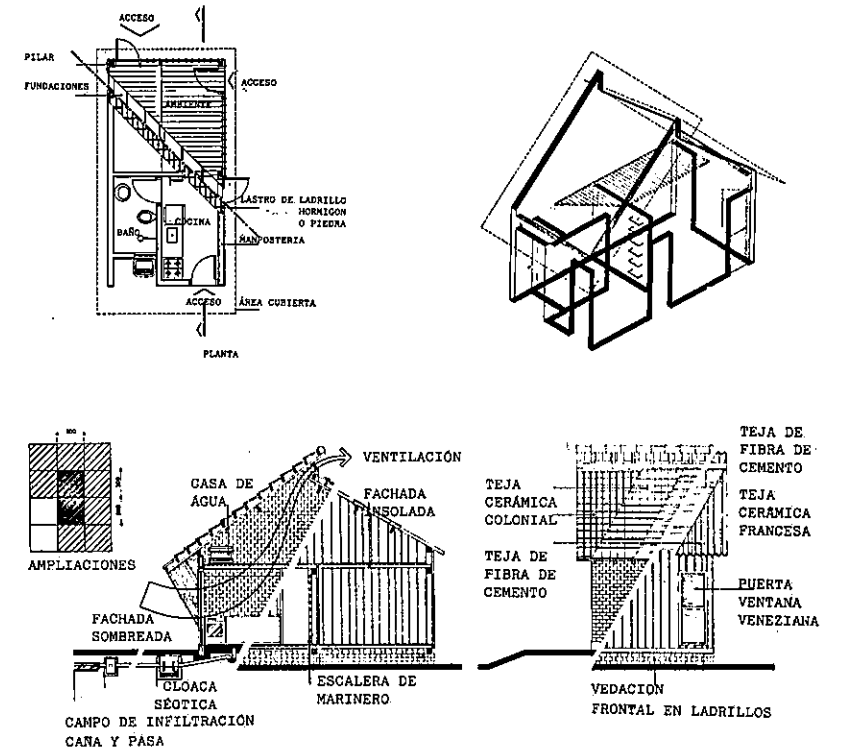 ACCESO
PILAR
ACCESO
FUNDACIONES
AMBIENTE
LASTRO DE LADRILLO
HORMIGON
O PIEDRA
COCINA
BAÑO
MAMPOSTERIA
ACCESO
ÁREA CUBIERTA
PLANTA
VENTILACIÓN
CASA DE
ÁGUA
FACHADA
INSOLADA
AMPLIACIONES
FACHADA
SOMBREADA
CLOACA
SÉOTICA
ESCALERA DE
MARINERO
CAMPO DE INFILTRACIÓN
CAÑA Y PASA
TEJA DE
FIBRA DE
CEMENTO
TEJA
CERÁMICA
COLONIAL
TEJA
CERÁMICA
FRANCESA
TEJA DE
FIBRA DE
CEMENTO
PUERTA
VENTANA
VENEZIANA
VEDACION
FRONTAL EN LADRILLOS